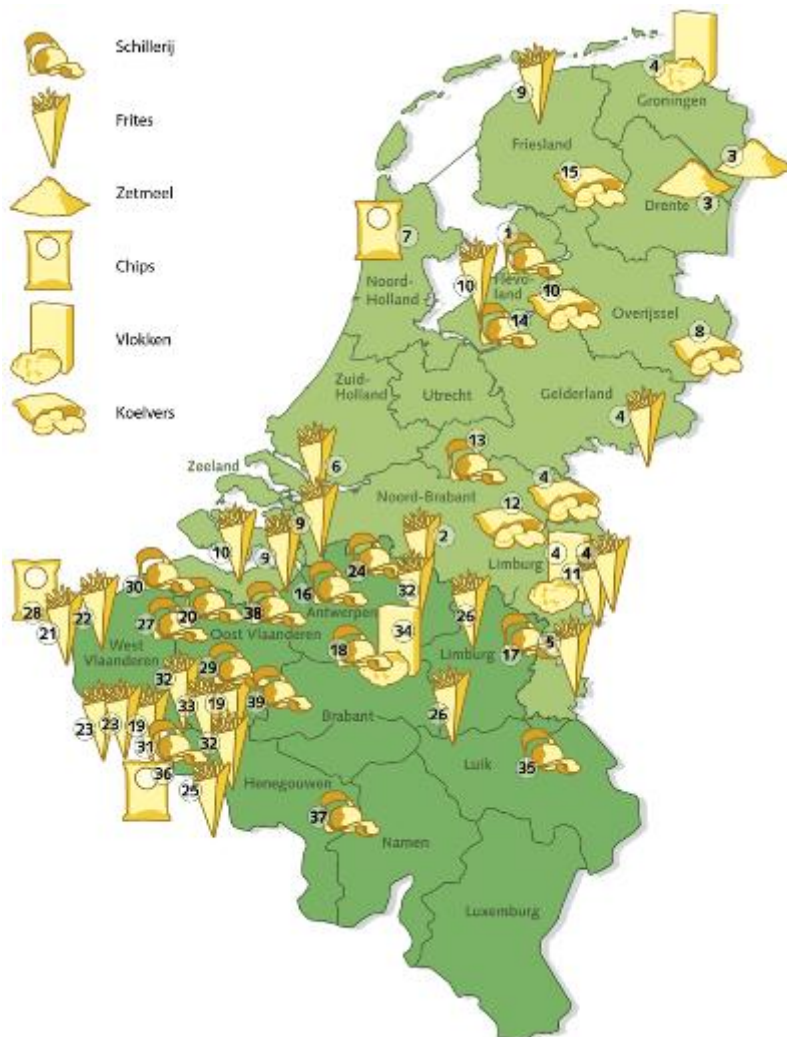 Schillerij
Frites
Zetmeel
Chips
Vlokken
Koelvers
4
Groningen
9
Friesland
15
3
3
Drente
7
Noord-
Holland
1
10
Flevo-
land
10
14
Overijssel
8
Zuid-
Holland
Utrecht
Gelderland
4
13
6
Zeeland
Noord-Brabant
4
12
9
10
9
2
Limburg
4
4
11
30
24
16
32
28
21
22
27
20
38
Antwerpen
Oost Vlaanderen
34
26
West
Vlaanderen
18
Limburg
17
5
29
32
33
19
39
26
Brabant
23
23
19
31
32
36
25
Luik
35
Henegouwen
37
Namen
Luxemburg